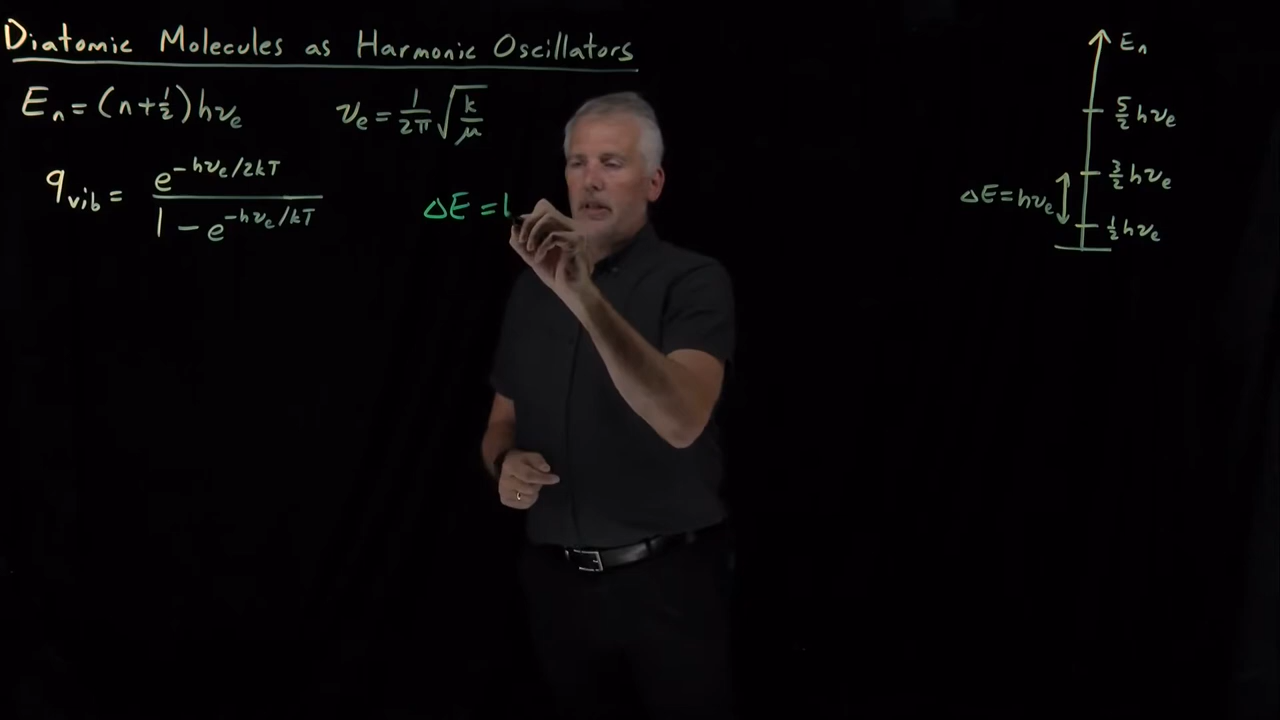 Diatomic Molecules as Harmonic Oscillators
Eₙ = (n+½)hνₑ
νₑ = 1/2π √(k/μ)
q_vib = e^(-hνₑ/2kT) / (1 - e^(-hνₑ/kT))
ΔE = h
Eₙ
5/2 hνₑ
3/2 hνₑ
ΔE = hνₑ
1/2 hνₑ